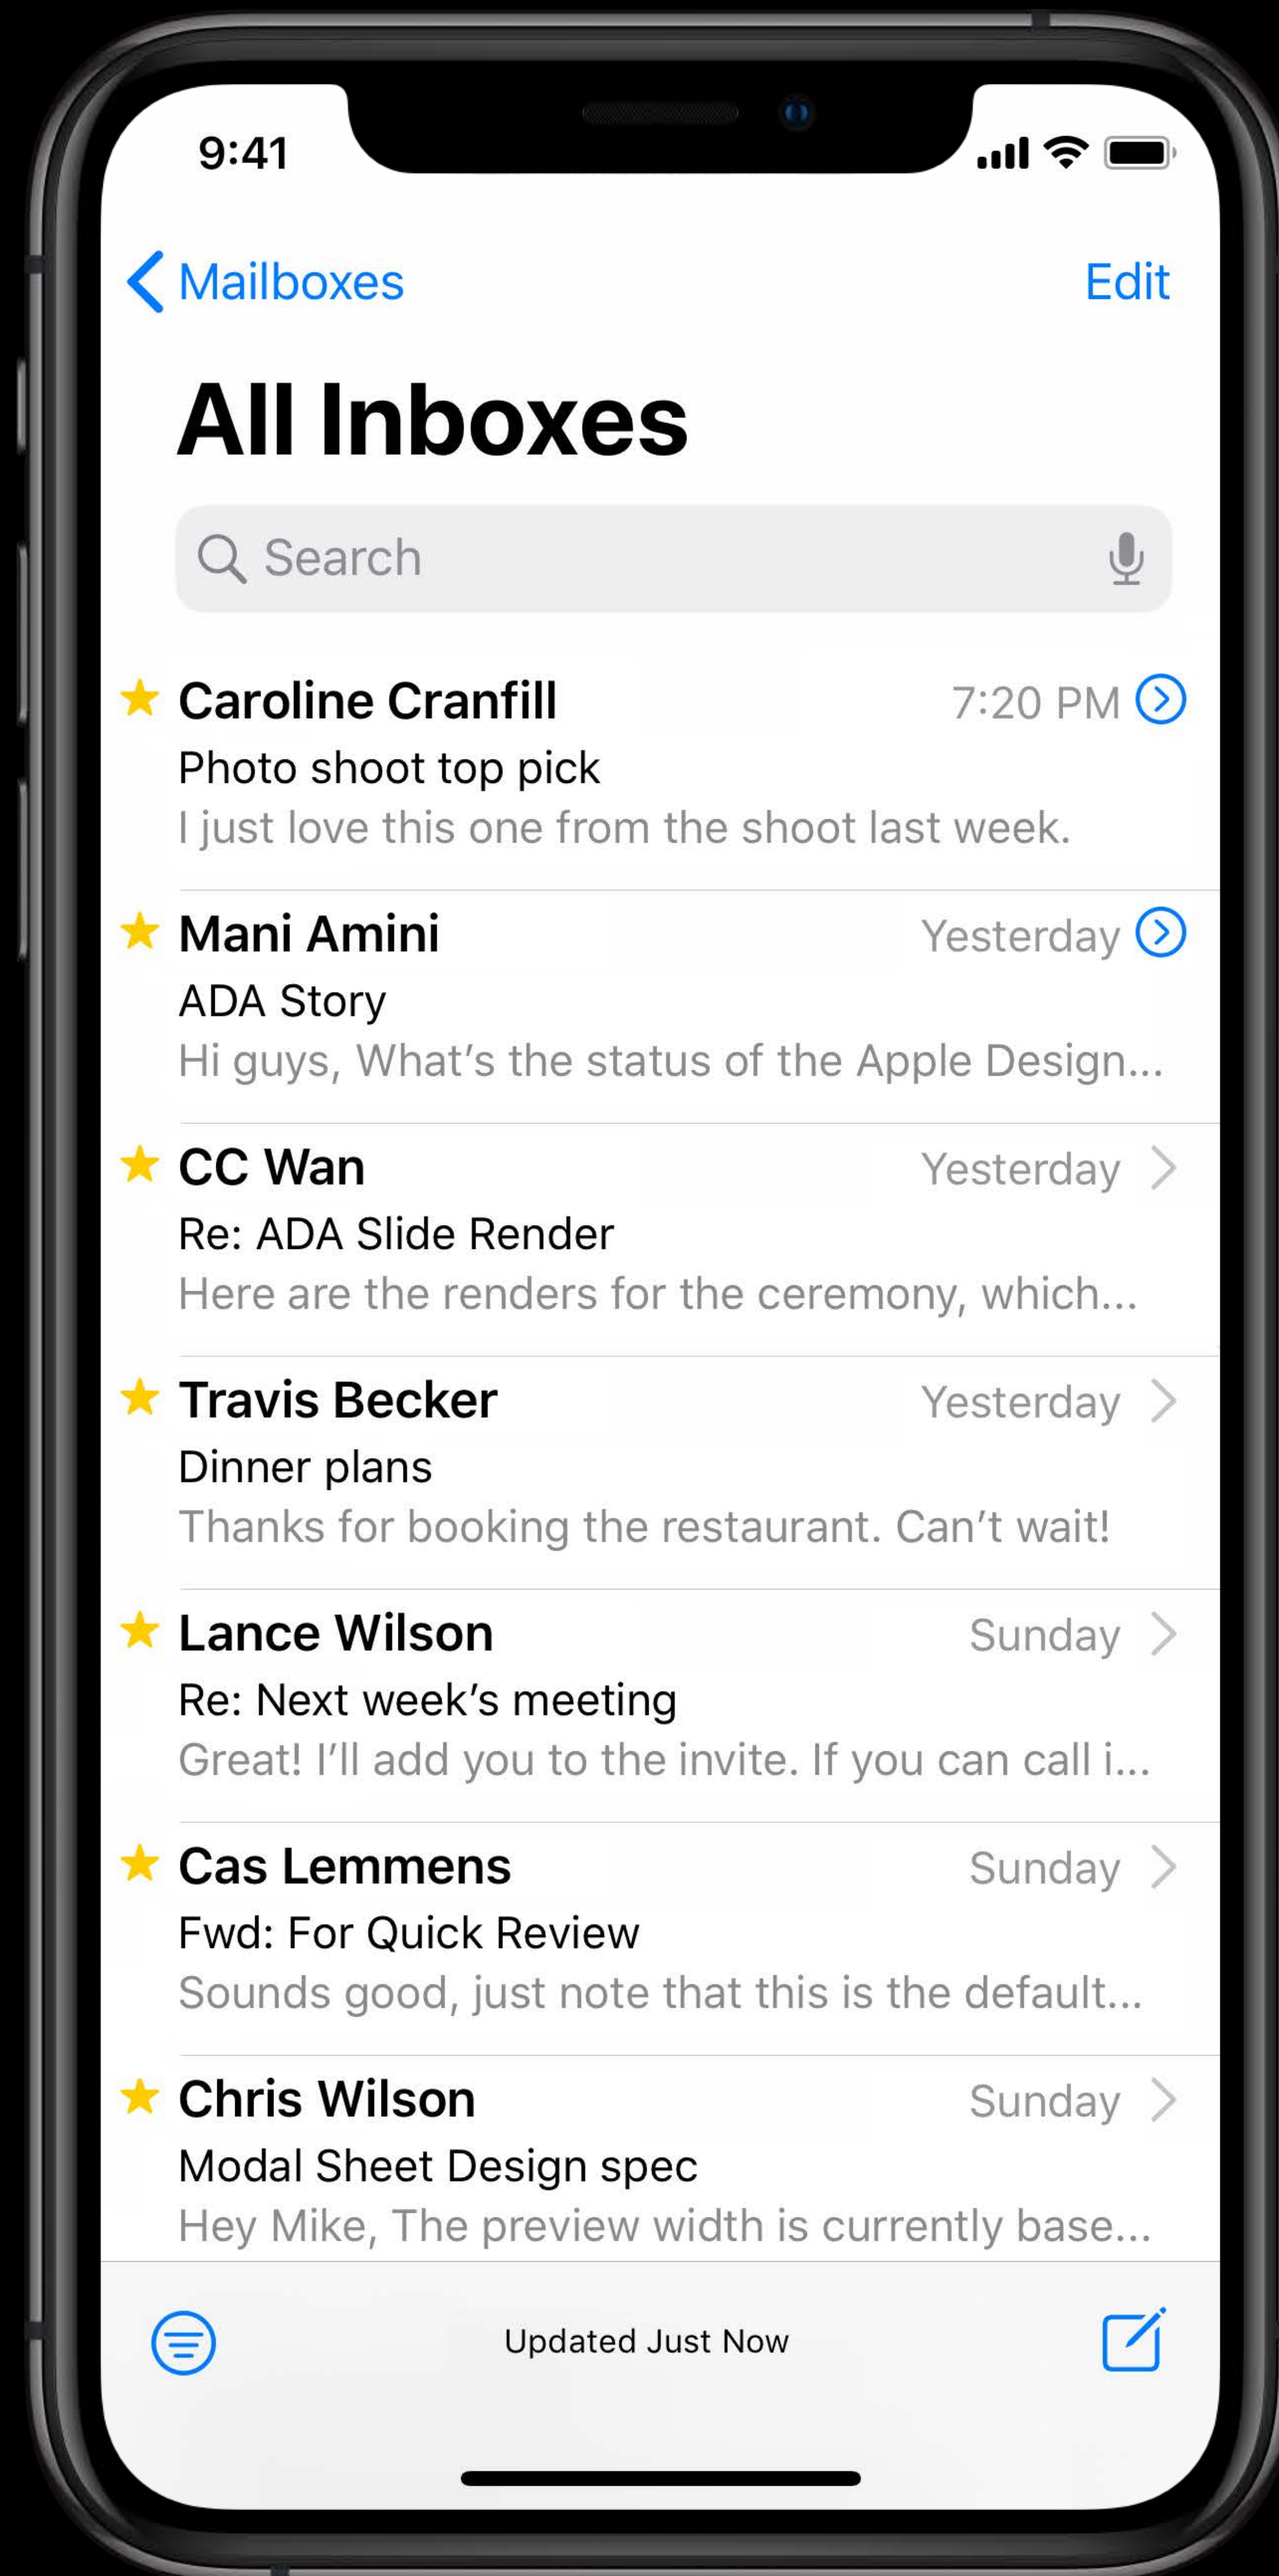 9:41
Mailboxes
Edit
All Inboxes
Search
Caroline Cranfill
7:20 PM
Photo shoot top pick
I just love this one from the shoot last week.
Mani Amini
Yesterday
ADA Story
Hi guys, What’s the status of the Apple Design...
CC Wan
Yesterday
Re: ADA Slide Render
Here are the renders for the ceremony, which...
Travis Becker
Yesterday
Dinner plans
Thanks for booking the restaurant. Can’t wait!
Lance Wilson
Sunday
Re: Next week’s meeting
Great! I’ll add you to the invite. If you can call i...
Cas Lemmens
Sunday
Fwd: For Quick Review
Sounds good, just note that this is the default...
Chris Wilson
Sunday
Modal Sheet Design spec
Hey Mike, The preview width is currently base...
Updated Just Now